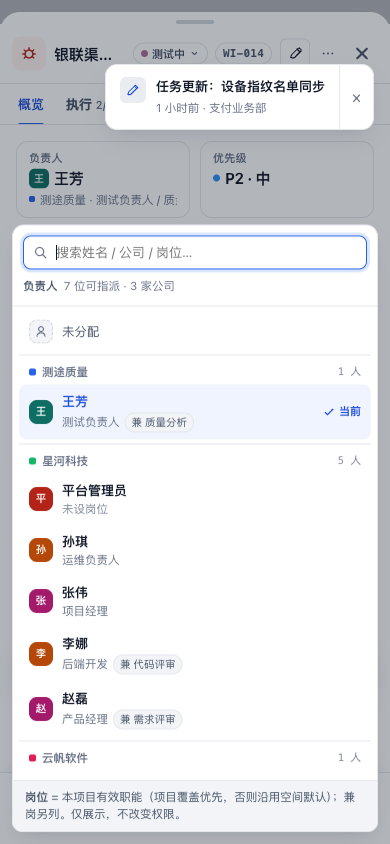 银联渠...
测试中
WI-014
任务更新：设备指纹名单同步
1 小时前 · 支付业务部
概览
执行 2/
负责人
王 王芳
测途质量 · 测试负责人 / 质量
优先级
P2 · 中
搜索姓名 / 公司 / 岗位...
负责人 7 位可指派 · 3 家公司
未分配
测途质量 1 人
王 王芳
测试负责人 兼 质量分析
当前
星河科技 5 人
平 平台管理员
未设岗位
孙 孙琪
运维负责人
张 张伟
项目经理
李 李娜
后端开发 兼 代码评审
赵 赵磊
产品经理 兼 需求评审
云帆软件 1 人
岗位 = 本项目有效职能（项目覆盖优先，否则沿用空间默认）；兼
岗另列。仅展示，不改变权限。